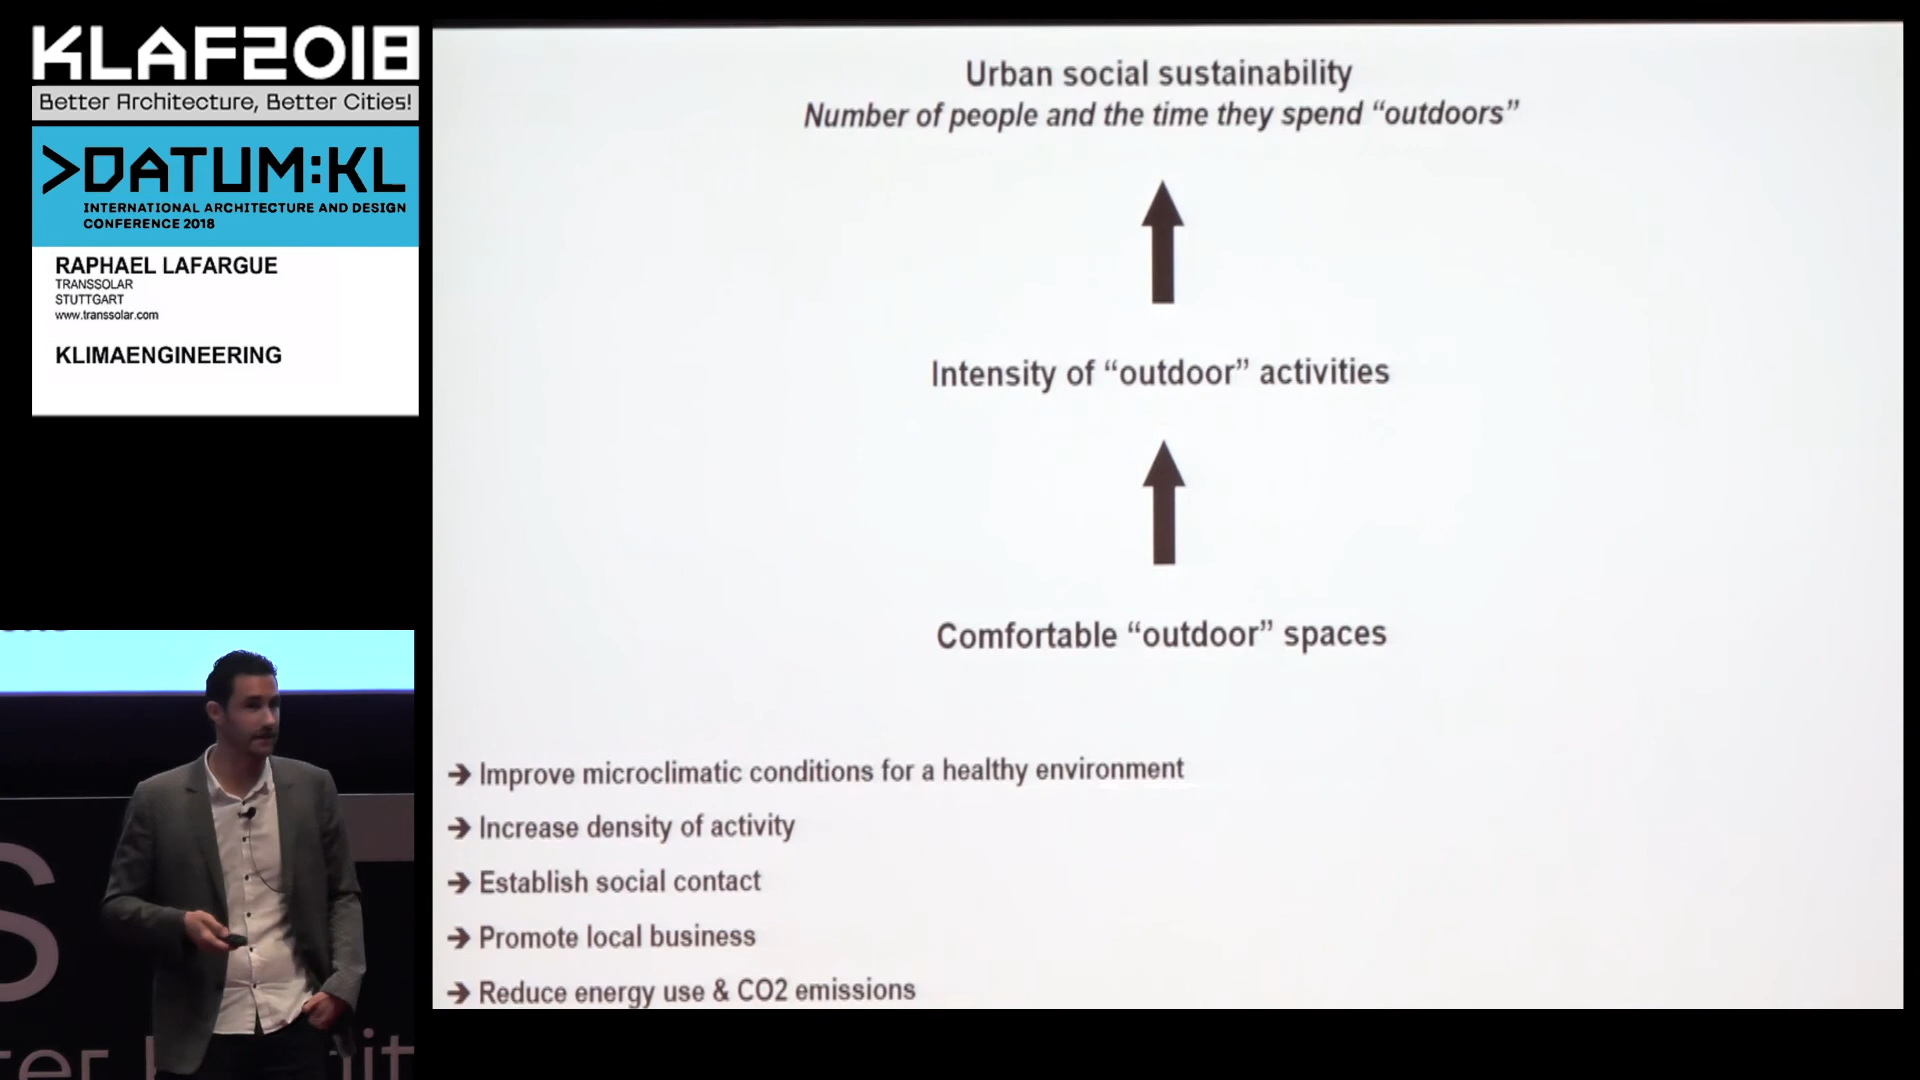 KLAF2018
Better Architecture, Better Cities!
>DATUM:KL
INTERNATIONAL ARCHITECTURE AND DESIGN
CONFERENCE 2018
RAPHAEL LAFARGUE
TRANSSOLAR
STUTTGART
www.transsolar.com
KLIMAENGINEERING
Urban social sustainability
Number of people and the time they spend “outdoors”
Intensity of “outdoor” activities
Comfortable “outdoor” spaces
➔ Improve microclimatic conditions for a healthy environment
➔ Increase density of activity
➔ Establish social contact
➔ Promote local business
➔ Reduce energy use & CO2 emissions